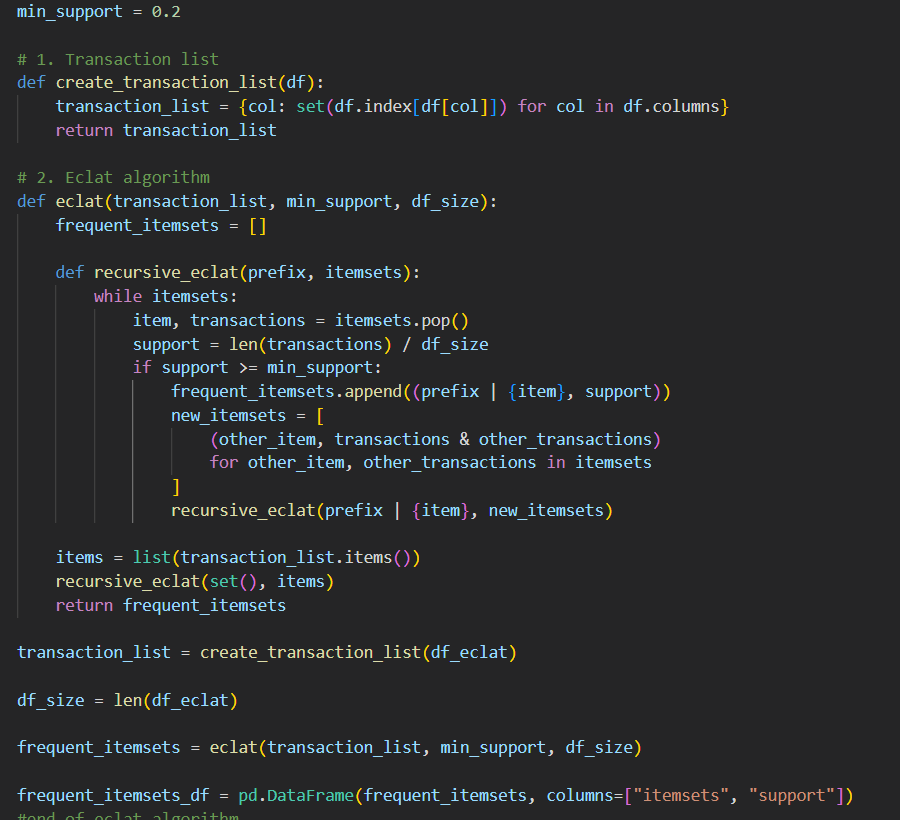 min_support = 0.2
# 1. Transaction list
def create_transaction_list(df):
    transaction_list = {col: set(df.index[df[col]]) for col in df.columns}
    return transaction_list
# 2. Eclat algorithm
def eclat(transaction_list, min_support, df_size):
    frequent_itemsets = []
    def recursive_eclat(prefix, itemsets):
        while itemsets:
            item, transactions = itemsets.pop()
            support = len(transactions) / df_size
            if support >= min_support:
                frequent_itemsets.append((prefix | {item}, support))
                new_itemsets = [
                    (other_item, transactions & other_transactions)
                    for other_item, other_transactions in itemsets
                ]
                recursive_eclat(prefix | {item}, new_itemsets)
    items = list(transaction_list.items())
    recursive_eclat(set(), items)
    return frequent_itemsets
transaction_list = create_transaction_list(df_eclat)
df_size = len(df_eclat)
frequent_itemsets = eclat(transaction_list, min_support, df_size)
frequent_itemsets_df = pd.DataFrame(frequent_itemsets, columns=["itemsets", "support"])
#end of eclat algorithm